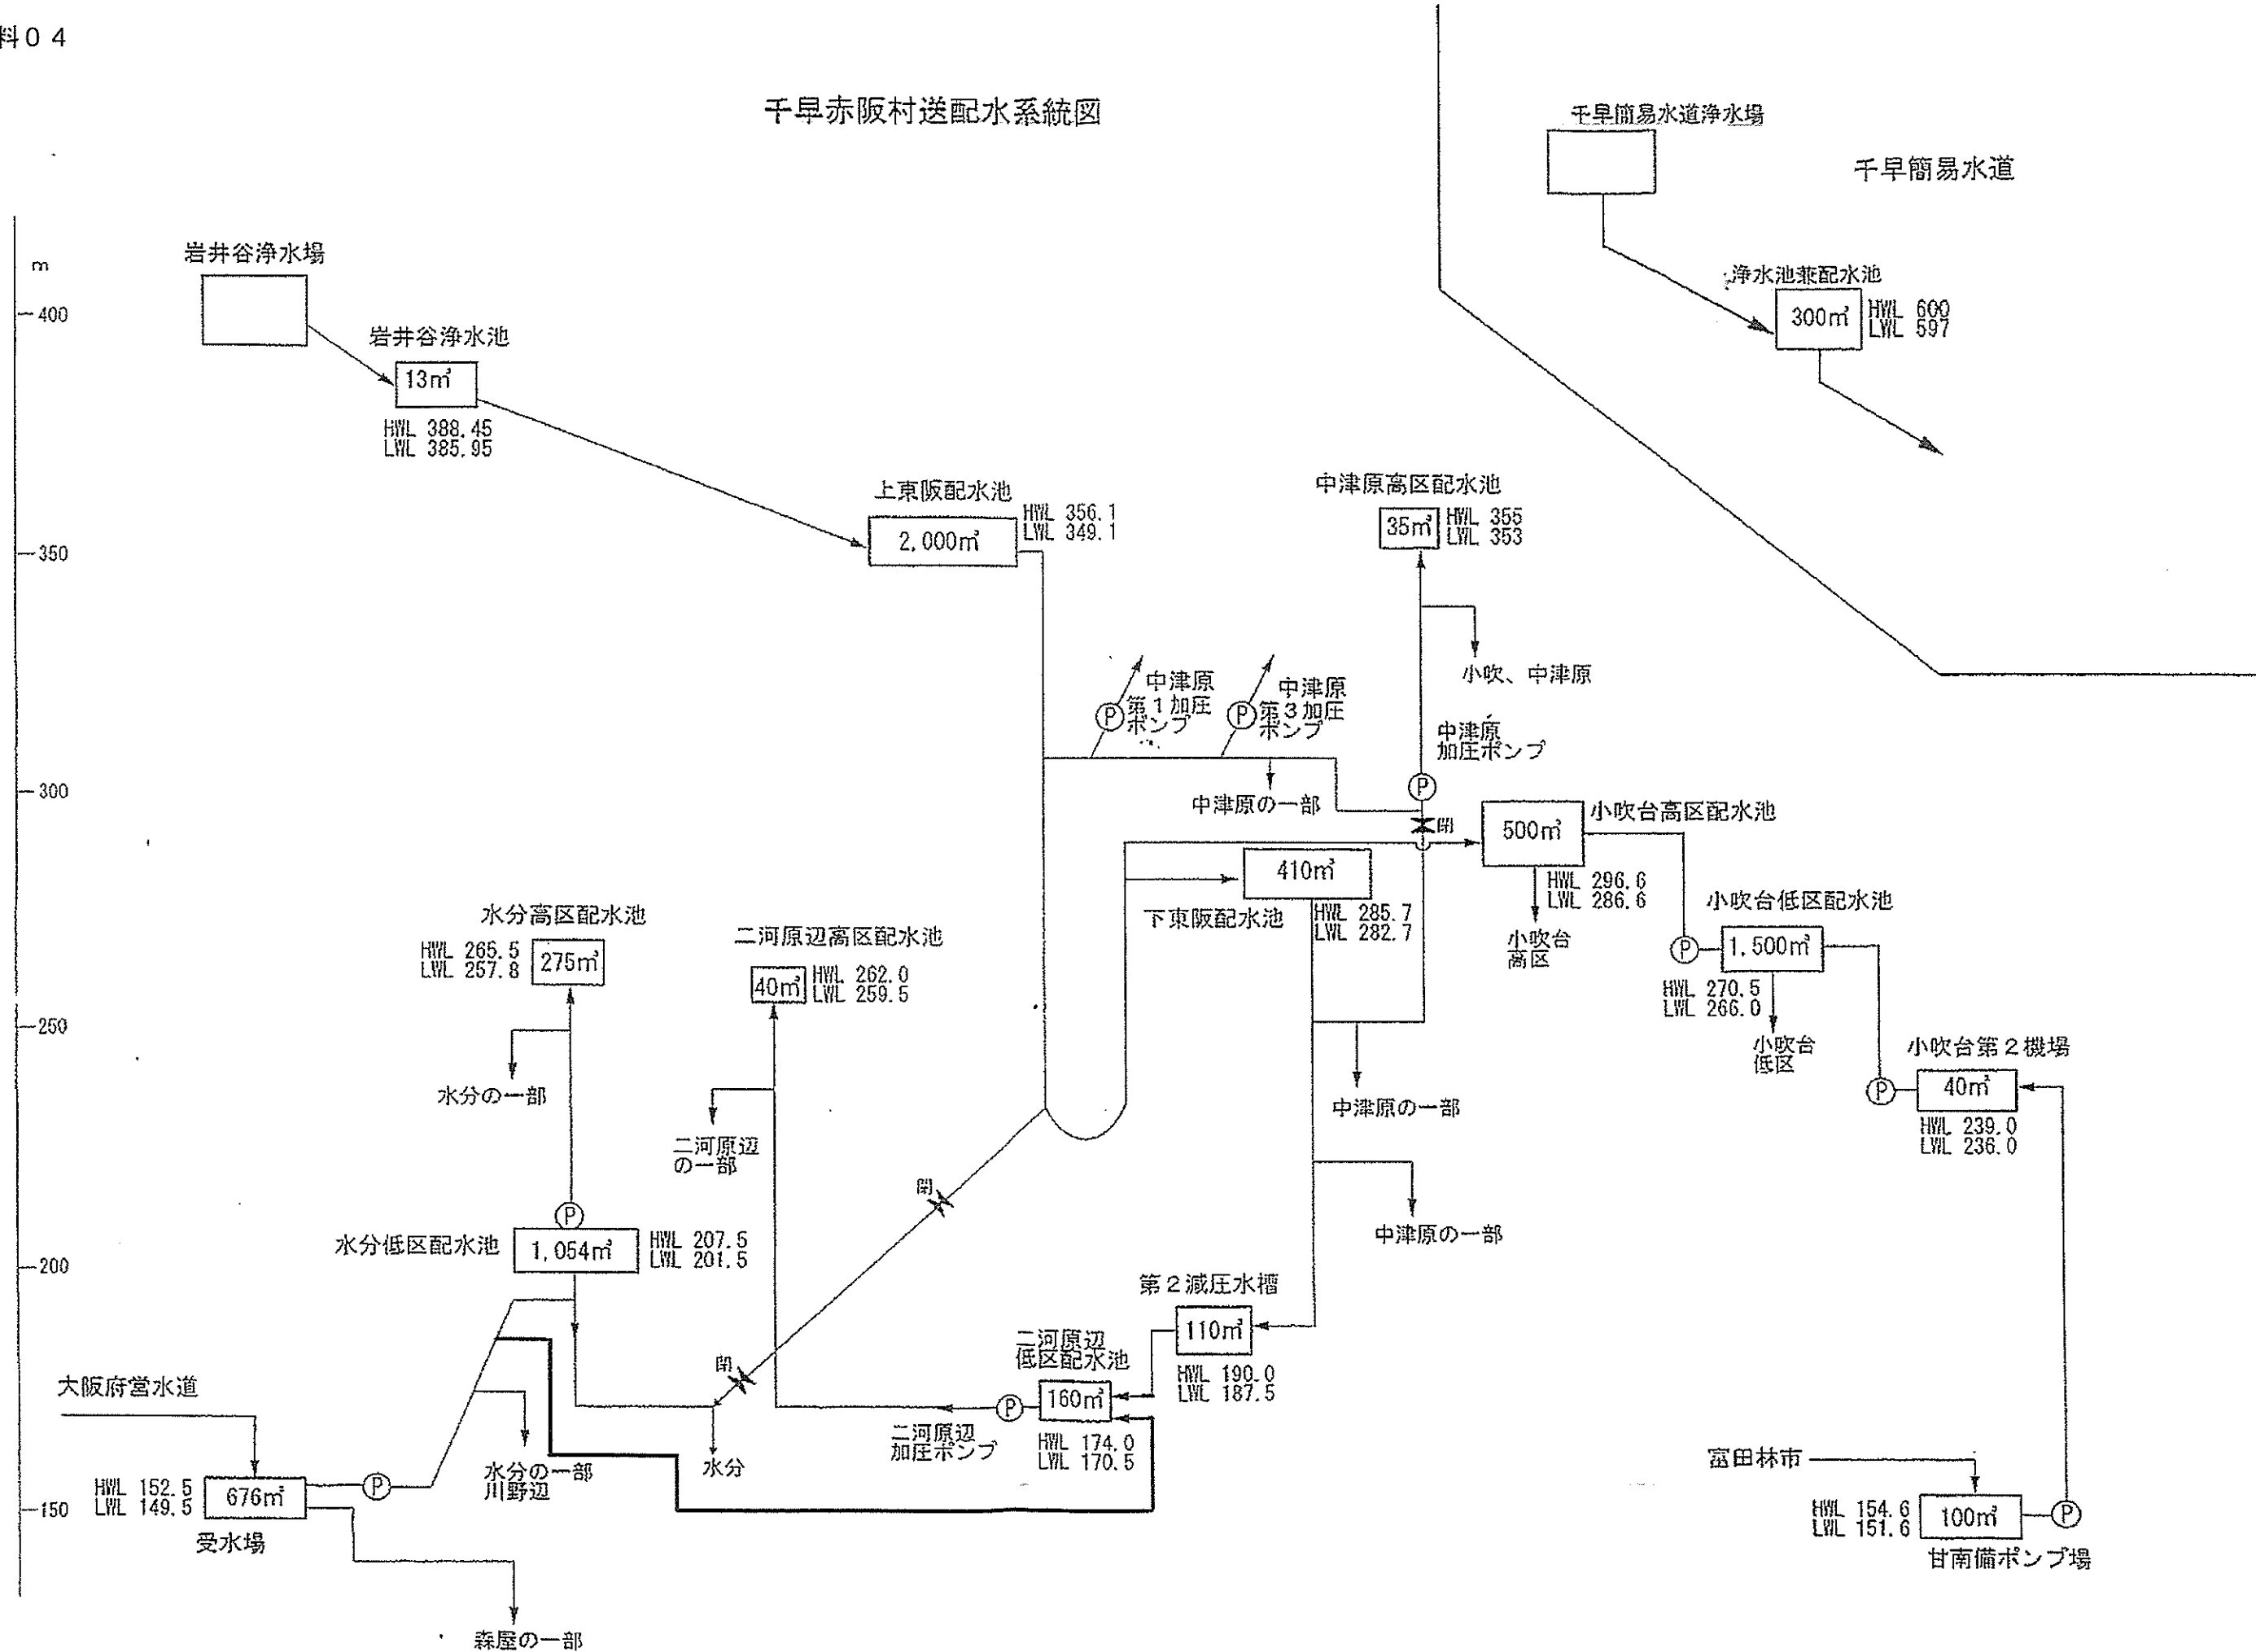 料04
千早赤阪村送配水系統図
千早簡易水道浄水場
千早簡易水道
浄水池兼配水池
300㎥
HWL 600
LWL 597
m
400
350
300
250
200
150
岩井谷浄水場
岩井谷浄水池
13㎥
HWL 388.45
LWL 385.95
上東阪配水池
2,000㎥
HWL 356.1
LWL 349.1
中津原高区配水池
35㎥
HWL 355
LWL 353
小吹、中津原
中津原
加圧ポンプ
P
中津原
第1加圧
ポンプ
P
中津原
第3加圧
ポンプ
P
中津原の一部
閉
小吹台高区配水池
500㎥
HWL 296.6
LWL 286.6
小吹台
高区
410㎥
下東阪配水池
HWL 285.7
LWL 282.7
小吹台低区配水池
P
1,500㎥
HWL 270.5
LWL 266.0
小吹台
低区
小吹台第2機場
P
40㎥
HWL 239.0
LWL 236.0
水分高区配水池
HWL 265.5
LWL 257.8
275㎥
水分の一部
二河原辺高区配水池
40㎥
HWL 262.0
LWL 259.5
二河原辺
の一部
中津原の一部
中津原の一部
閉
P
水分低区配水池
1,054㎥
HWL 207.5
LWL 201.5
第2減圧水槽
110㎥
HWL 190.0
LWL 187.5
二河原辺
低区配水池
160㎥
HWL 174.0
LWL 170.5
P
二河原辺
加圧ポンプ
閉
水分
大阪府営水道
HWL 152.5
LWL 149.5
676㎥
受水場
P
水分の一部
川野辺
森屋の一部
富田林市
HWL 154.6
LWL 151.6
100㎥
P
甘南備ポンプ場